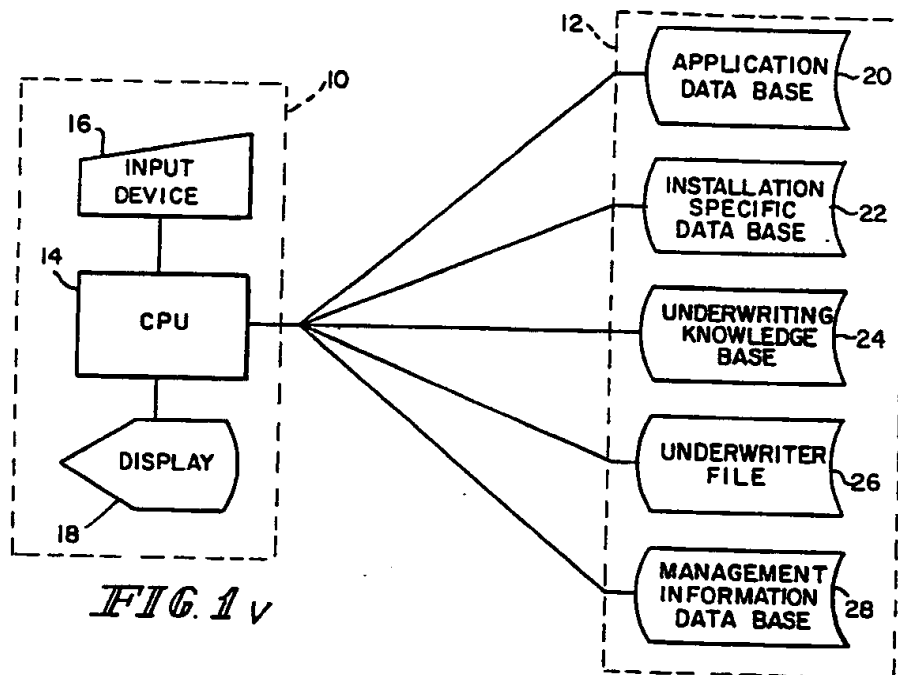 10
16
INPUT
DEVICE
14
CPU
DISPLAY
18
FIG. 1 v
12
APPLICATION
DATA BASE
20
INSTALLATION
SPECIFIC
DATA BASE
22
UNDERWRITING
KNOWLEDGE
BASE
24
UNDERWRITER
FILE
26
MANAGEMENT
INFORMATION
DATA BASE
28